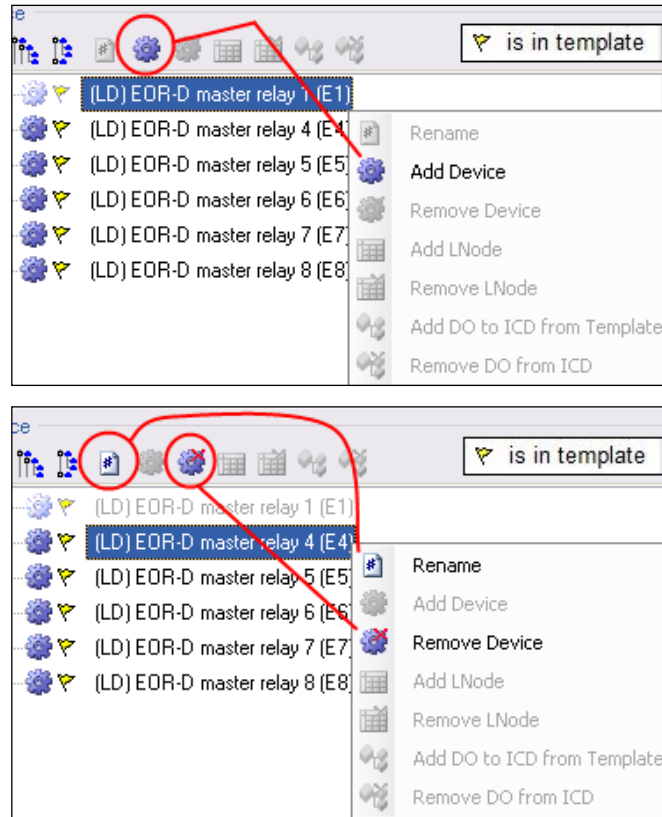 ce
is in template
(LD) EOR-D master relay 1 (E1)
(LD) EOR-D master relay 4 (E4)
(LD) EOR-D master relay 5 (E5)
(LD) EOR-D master relay 6 (E6)
(LD) EOR-D master relay 7 (E7)
(LD) EOR-D master relay 8 (E8)
Rename
Add Device
Remove Device
Add LNode
Remove LNode
Add DO to ICD from Template
Remove DO from ICD
ce
is in template
(LD) EOR-D master relay 1 (E1)
(LD) EOR-D master relay 4 (E4)
(LD) EOR-D master relay 5 (E5)
(LD) EOR-D master relay 6 (E6)
(LD) EOR-D master relay 7 (E7)
(LD) EOR-D master relay 8 (E8)
Rename
Add Device
Remove Device
Add LNode
Remove LNode
Add DO to ICD from Template
Remove DO from ICD